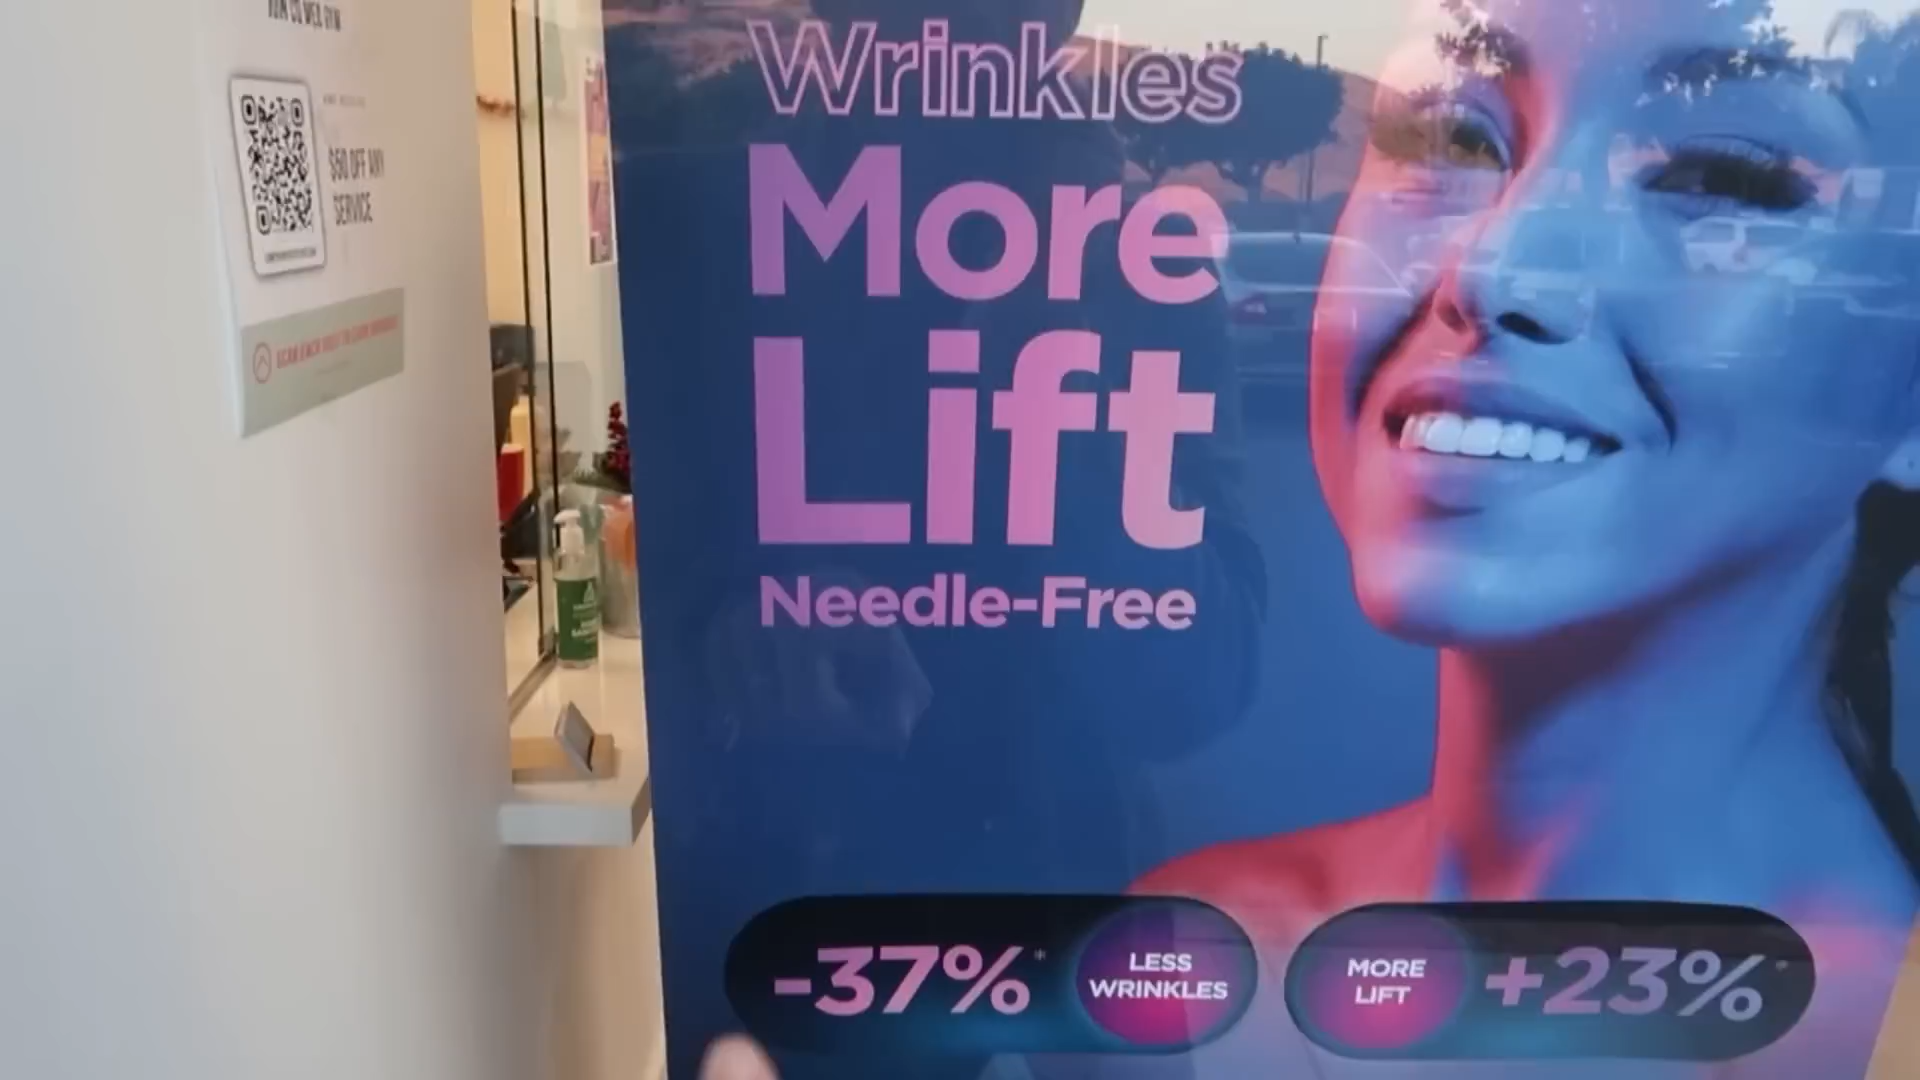 $50 OFF ANY
SERVICE
Wrinkles
More
Lift
Needle-Free
-37%*
LESS
WRINKLES
MORE
LIFT
+23%*